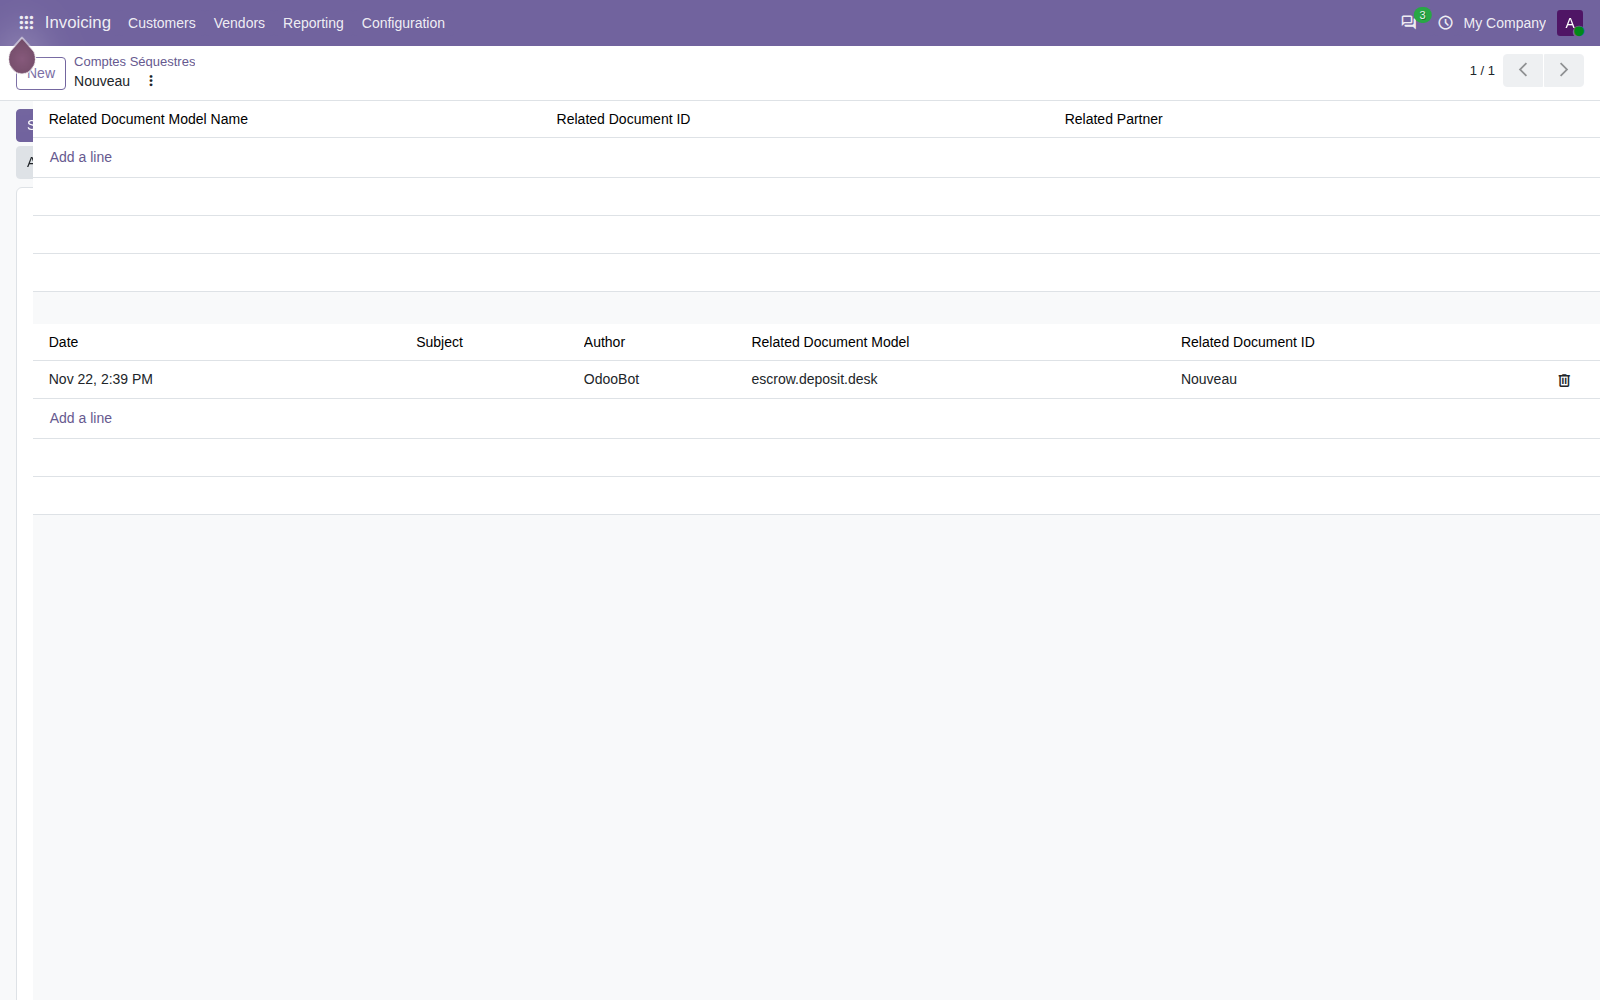 Invoicing Customers Vendors Reporting Configuration 3 My Company A
New
Comptes Séquestres
Nouveau
1 / 1
S
A
Related Document Model Name Related Document ID Related Partner
Add a line
Date Subject Author Related Document Model Related Document ID
Nov 22, 2:39 PM OdooBot escrow.deposit.desk Nouveau
Add a line